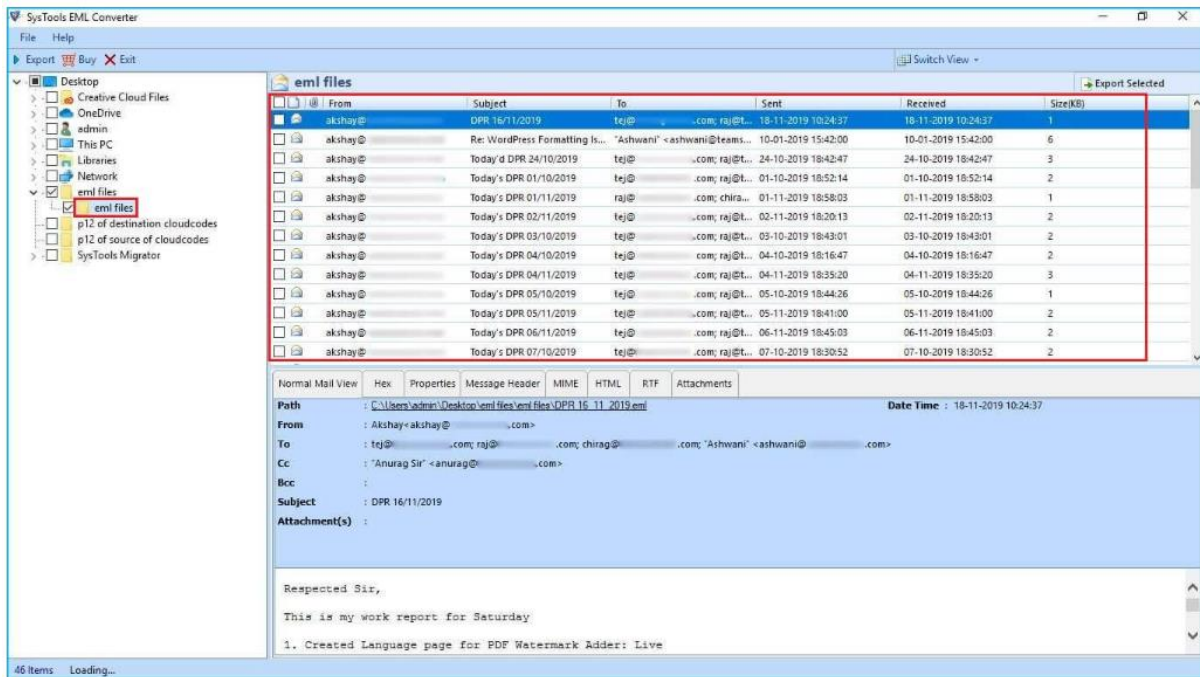 SysTools EML Converter
File Help
Export Buy Exit Switch View
Desktop
Creative Cloud Files
OneDrive
admin
This PC
Libraries
Network
eml files
eml files
p12 of destination cloudcodes
p12 of source of cloudcodes
SysTools Migrator
eml files Export Selected
From Subject To Sent Received Size(KB)
akshay@ DPR 16/11/2019 tej@ .com; raj@t... 18-11-2019 10:24:37 18-11-2019 10:24:37 1
akshay@ Re: WordPress Formatting Is... "Ashwani" <ashwani@teams... 10-01-2019 15:42:00 10-01-2019 15:42:00 6
akshay@ Today'd DPR 24/10/2019 tej@ .com; raj@t... 24-10-2019 18:42:47 24-10-2019 18:42:47 3
akshay@ Today's DPR 01/10/2019 tej@ .com; raj@t... 01-10-2019 18:52:14 01-10-2019 18:52:14 2
akshay@ Today's DPR 01/11/2019 raj@ .com; chira... 01-11-2019 18:58:03 01-11-2019 18:58:03 1
akshay@ Today's DPR 02/11/2019 tej@ .com; raj@t... 02-11-2019 18:20:13 02-11-2019 18:20:13 2
akshay@ Today's DPR 03/10/2019 tej@ .com; raj@t... 03-10-2019 18:43:01 03-10-2019 18:43:01 2
akshay@ Today's DPR 04/10/2019 tej@ com; raj@t... 04-10-2019 18:16:47 04-10-2019 18:16:47 2
akshay@ Today's DPR 04/11/2019 tej@ .com; raj@t... 04-11-2019 18:35:20 04-11-2019 18:35:20 3
akshay@ Today's DPR 05/10/2019 tej@ .com; raj@t... 05-10-2019 18:44:26 05-10-2019 18:44:26 1
akshay@ Today's DPR 05/11/2019 tej@ .com; raj@t... 05-11-2019 18:41:00 05-11-2019 18:41:00 2
akshay@ Today's DPR 06/11/2019 tej@ .com; raj@t... 06-11-2019 18:45:03 06-11-2019 18:45:03 2
akshay@ Today's DPR 07/10/2019 tej@ .com; raj@t... 07-10-2019 18:30:52 07-10-2019 18:30:52 2
Normal Mail View Hex Properties Message Header MIME HTML RTF Attachments
Path : C:\Users\admin\Desktop\eml files\eml files\DPR 16_11_2019.eml Date Time : 18-11-2019 10:24:37
From : Akshay<akshay@ .com>
To : tej@ .com; raj@ .com; chirag@ .com; "Ashwani" <ashwani@ .com>
Cc : "Anurag Sir" <anurag@ .com>
Bcc :
Subject : DPR 16/11/2019
Attachment(s) :
Respected Sir,
This is my work report for Saturday
1. Created Language page for PDF Watermark Adder: Live
46 Items Loading...